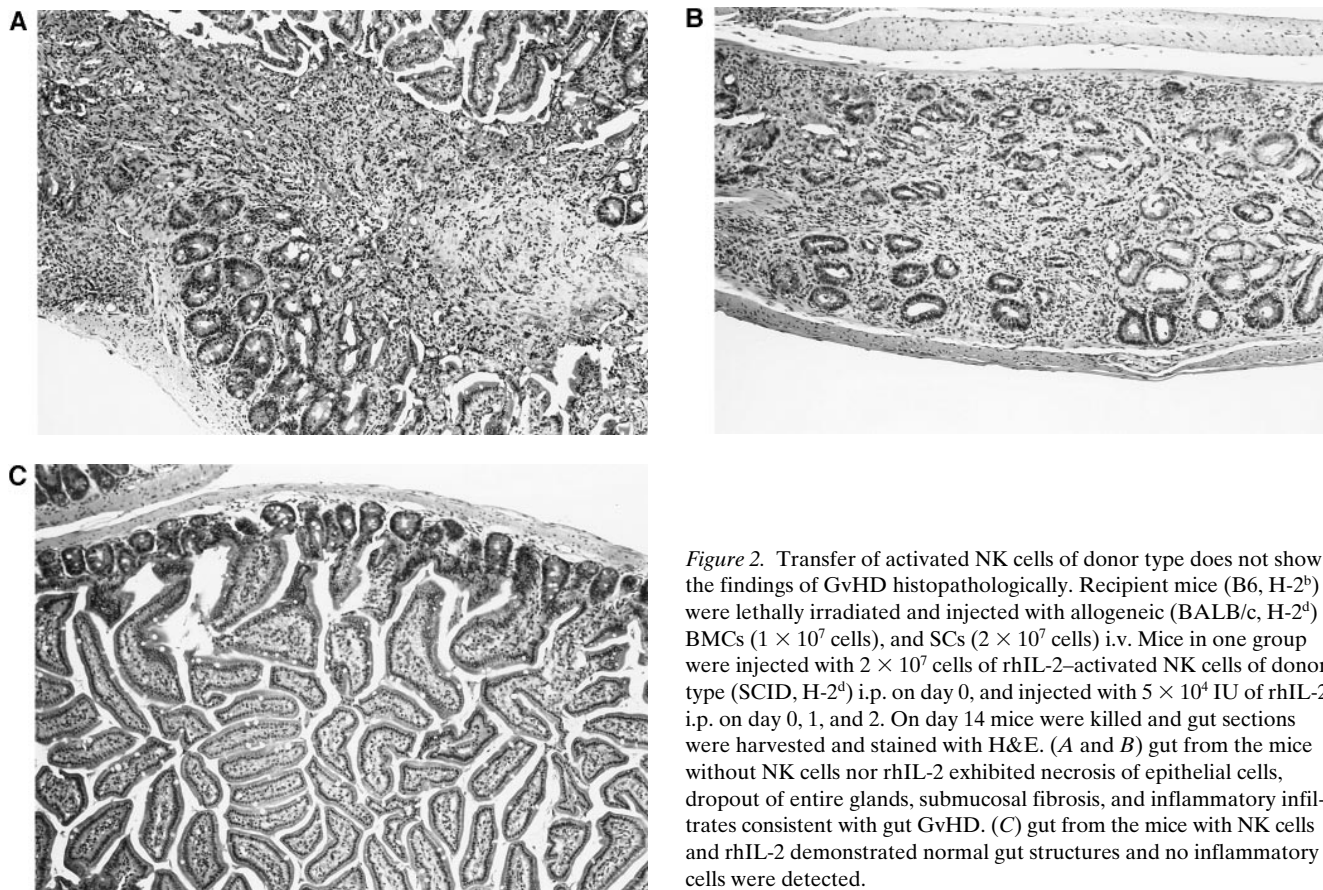 A
B
C
Figure 2. Transfer of activated NK cells of donor type does not show
the findings of GvHD histopathologically. Recipient mice (B6, H-2ᵇ)
were lethally irradiated and injected with allogeneic (BALB/c, H-2ᵈ)
BMCs (1 × 10⁷ cells), and SCs (2 × 10⁷ cells) i.v. Mice in one group
were injected with 2 × 10⁷ cells of rhIL-2–activated NK cells of donor
type (SCID, H-2ᵈ) i.p. on day 0, and injected with 5 × 10⁴ IU of rhIL-2
i.p. on day 0, 1, and 2. On day 14 mice were killed and gut sections
were harvested and stained with H&E. (A and B) gut from the mice
without NK cells nor rhIL-2 exhibited necrosis of epithelial cells,
dropout of entire glands, submucosal fibrosis, and inflammatory infil-
trates consistent with gut GvHD. (C) gut from the mice with NK cells
and rhIL-2 demonstrated normal gut structures and no inflammatory
cells were detected.